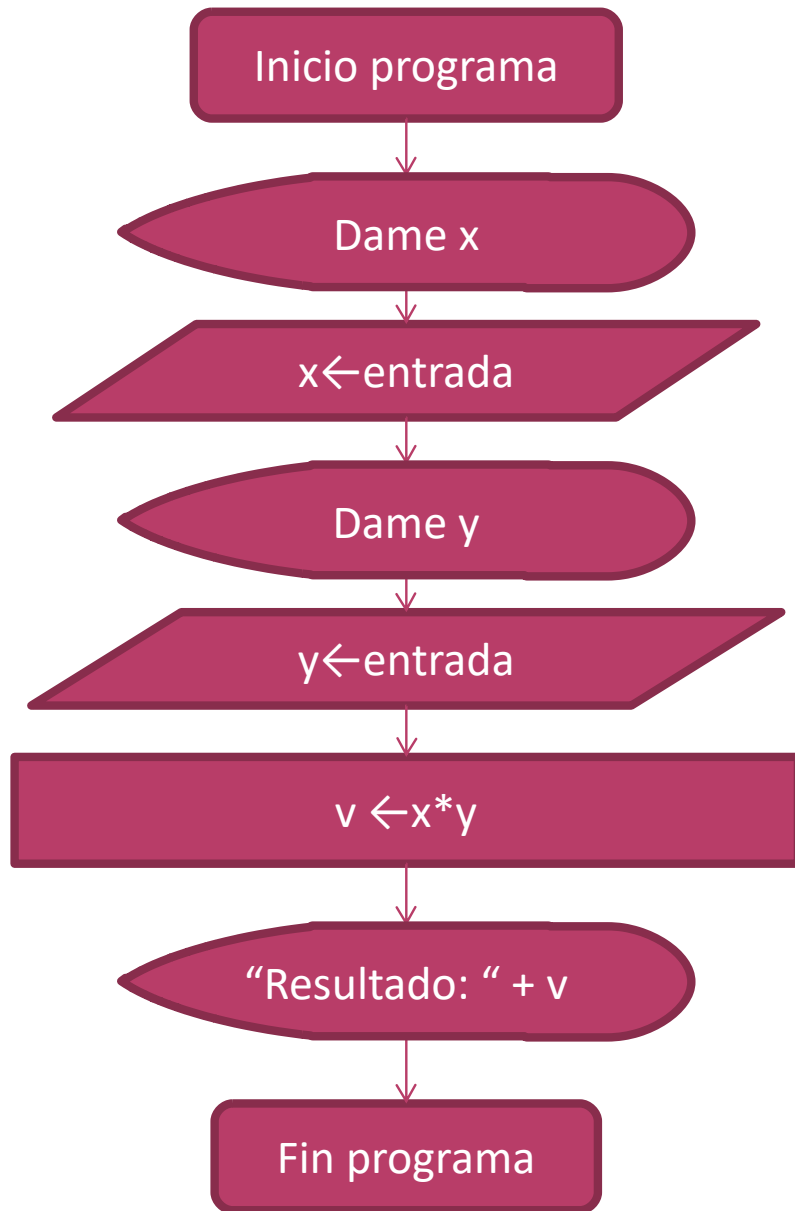 Inicio programa
Dame x
x←entrada
Dame y
y←entrada
v ←x*y
“Resultado: “ + v
Fin programa